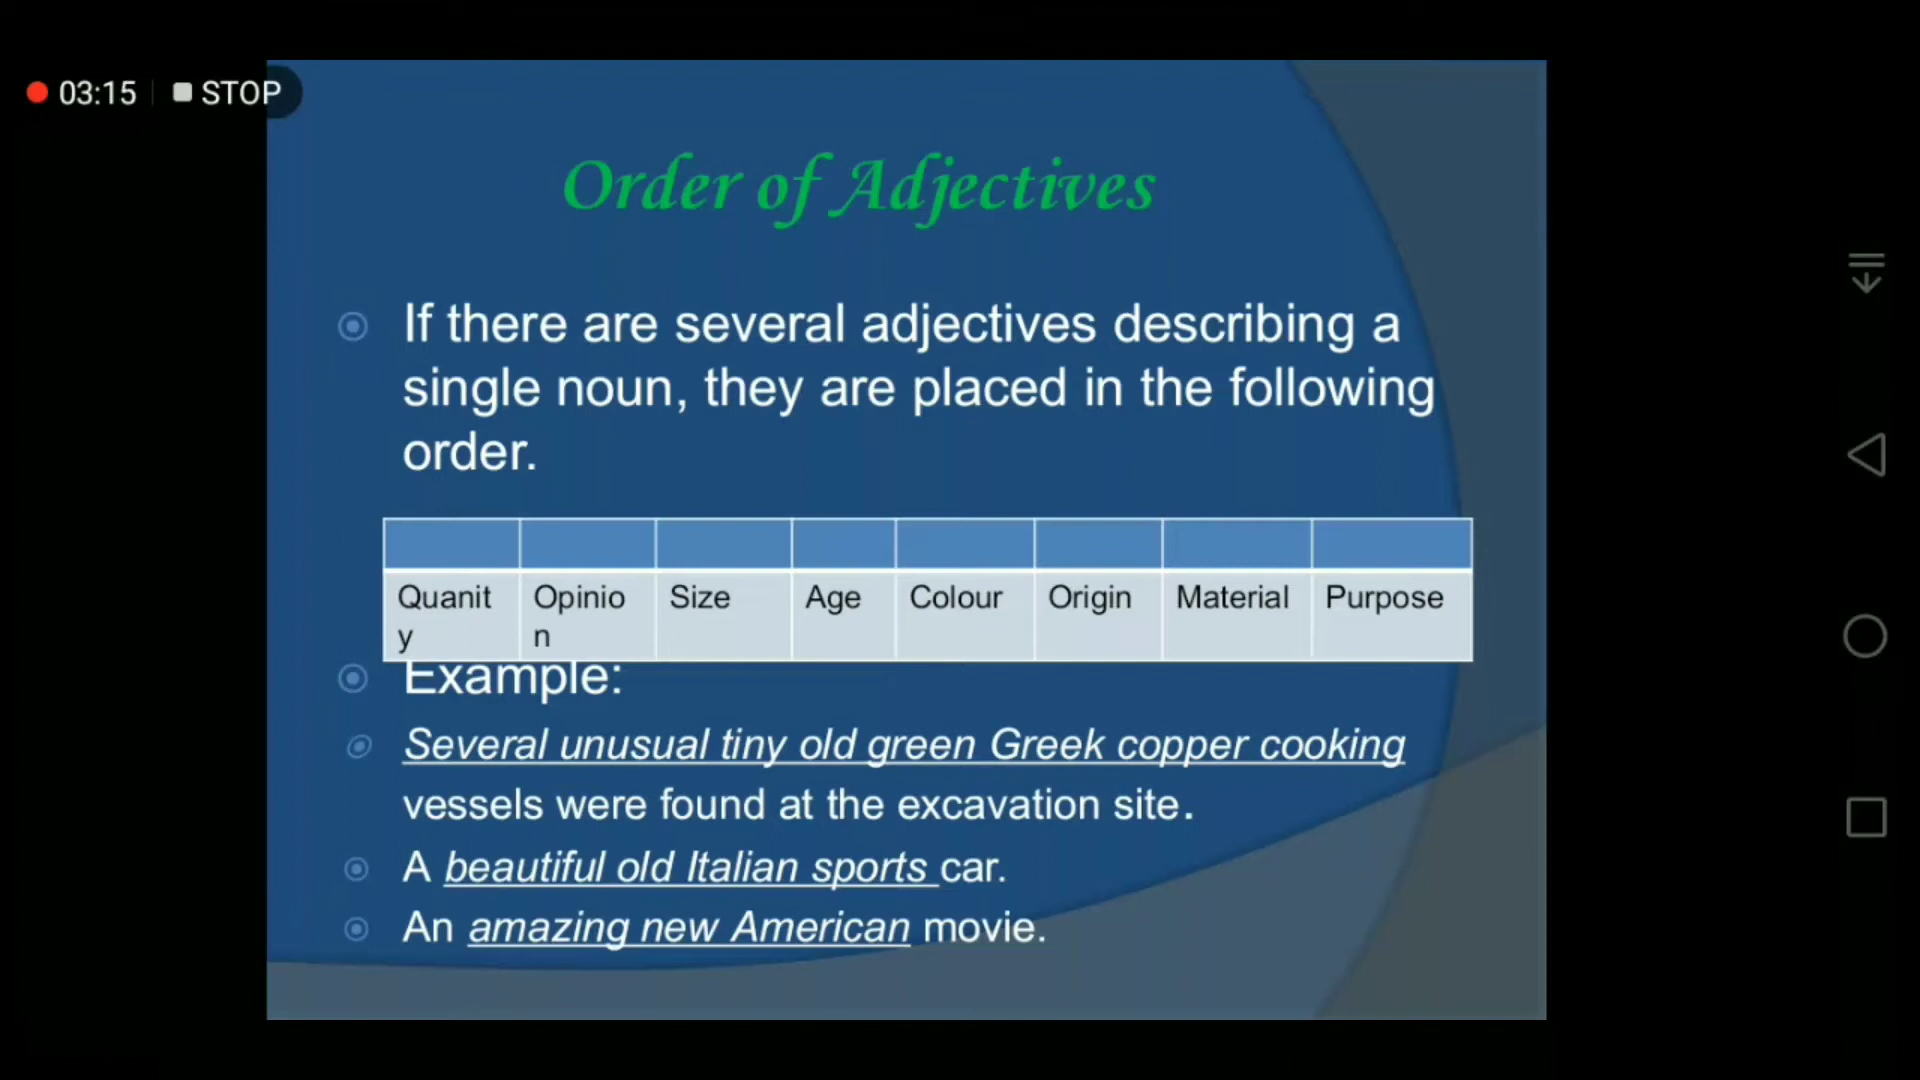 03:15 STOP
Order of Adjectives
If there are several adjectives describing a
single noun, they are placed in the following
order.
Quanit Opinio Size Age Colour Origin Material Purpose
y n
Example:
Several unusual tiny old green Greek copper cooking
vessels were found at the excavation site.
A beautiful old Italian sports car.
An amazing new American movie.